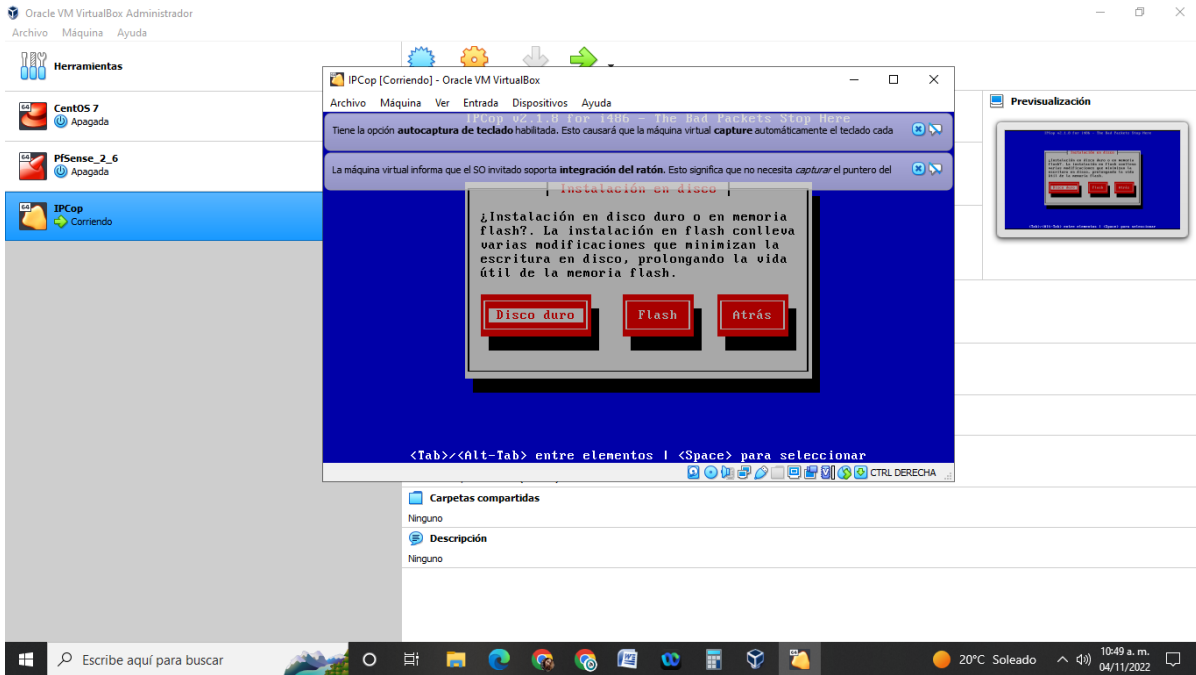 Oracle VM VirtualBox Administrador
Archivo Máquina Ayuda
Herramientas
CentOS 7
Apagada
PfSense_2_6
Apagada
IPCop
Corriendo
IPCop [Corriendo] - Oracle VM VirtualBox
Archivo Máquina Ver Entrada Dispositivos Ayuda
IPCop v2.1.8 for i486 - The Bad Packets Stop Here
Tiene la opción autocaptura de teclado habilitada. Esto causará que la máquina virtual capture automáticamente el teclado cada
La máquina virtual informa que el SO invitado soporta integración del ratón. Esto significa que no necesita capturar el puntero del
Instalación en disco
¿Instalación en disco duro o en memoria
flash?. La instalación en flash conlleva
varias modificaciones que minimizan la
escritura en disco, prolongando la vida
útil de la memoria flash.
Disco duro Flash Atrás
<Tab>/<Alt-Tab> entre elementos | <Space> para seleccionar
CTRL DERECHA
Previsualización
Carpetas compartidas
Ninguno
Descripción
Ninguno
Escribe aquí para buscar
20°C Soleado
10:49 a. m.
04/11/2022